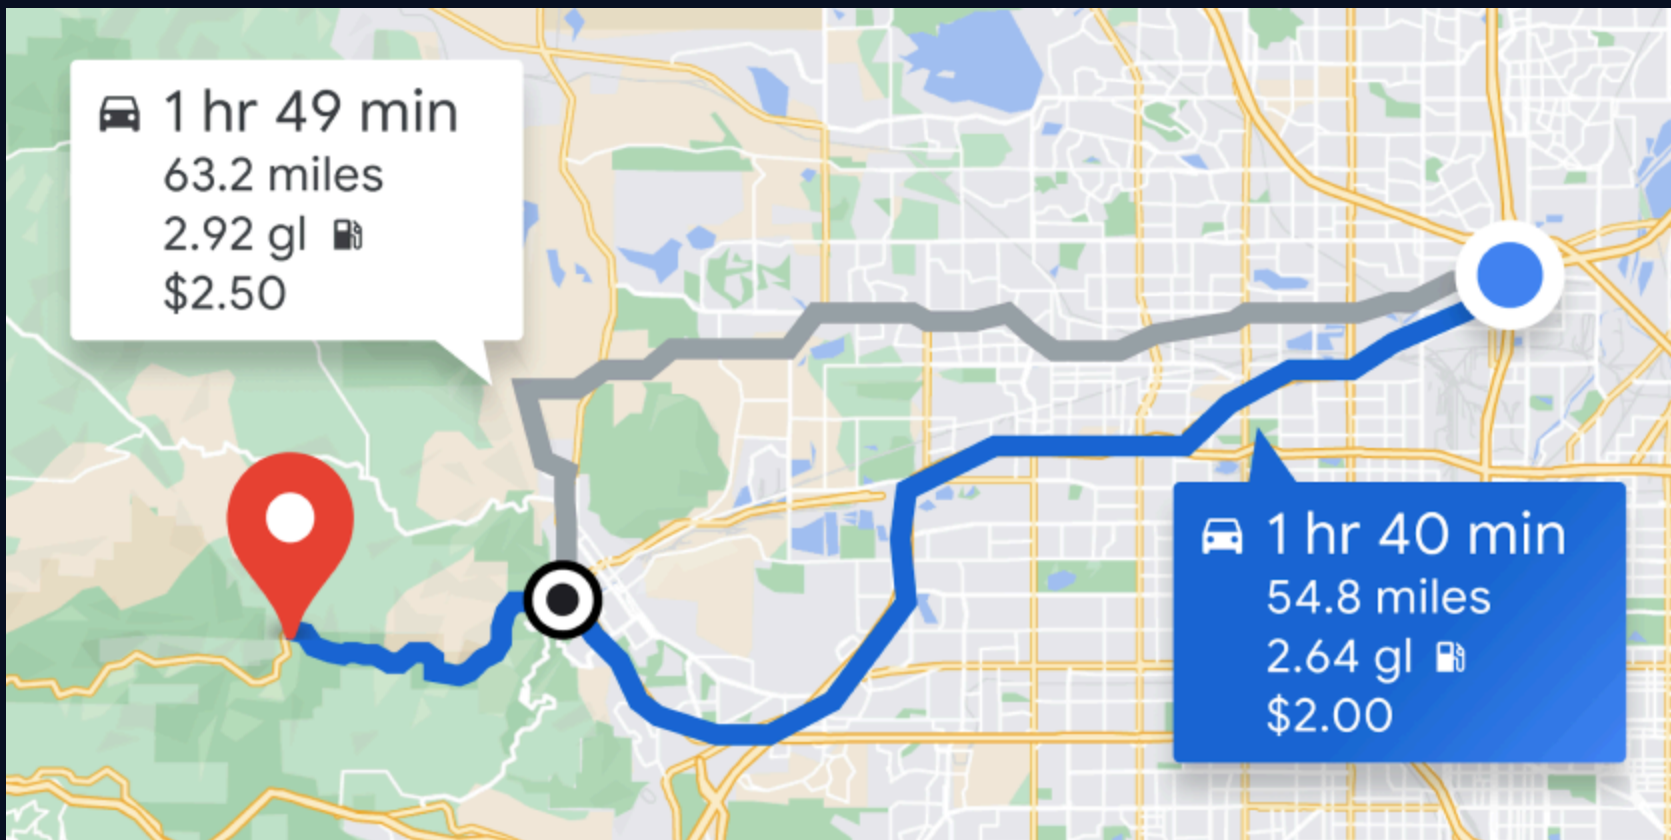 1 hr 49 min
63.2 miles
2.92 gl
$2.50
1 hr 40 min
54.8 miles
2.64 gl
$2.00